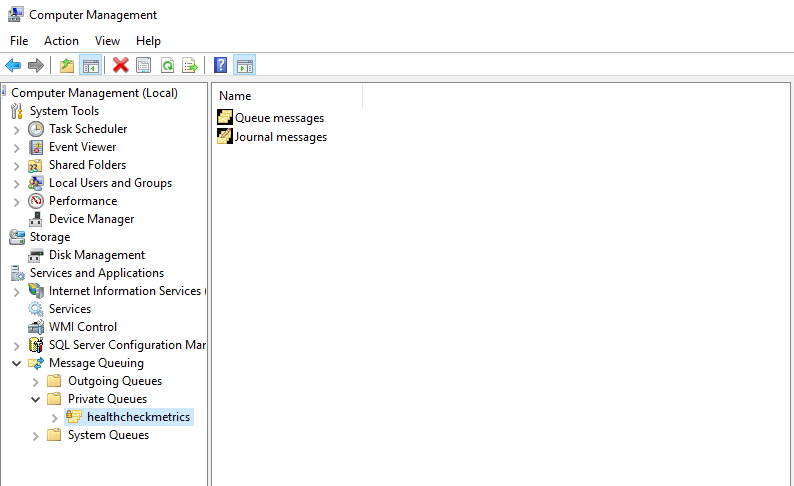 Computer Management
File Action View Help
Computer Management (Local)
System Tools
Task Scheduler
Event Viewer
Shared Folders
Local Users and Groups
Performance
Device Manager
Storage
Disk Management
Services and Applications
Internet Information Services (
Services
WMI Control
SQL Server Configuration Mar
Message Queuing
Outgoing Queues
Private Queues
healthcheckmetrics
System Queues
Name
Queue messages
Journal messages